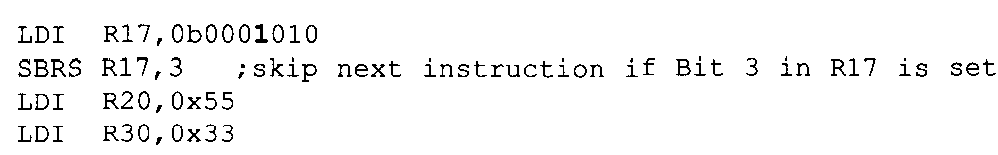 LDI R17,0b0001010
SBRS R17,3 ;skip next instruction if Bit 3 in R17 is set
LDI R20,0x55
LDI R30,0x33